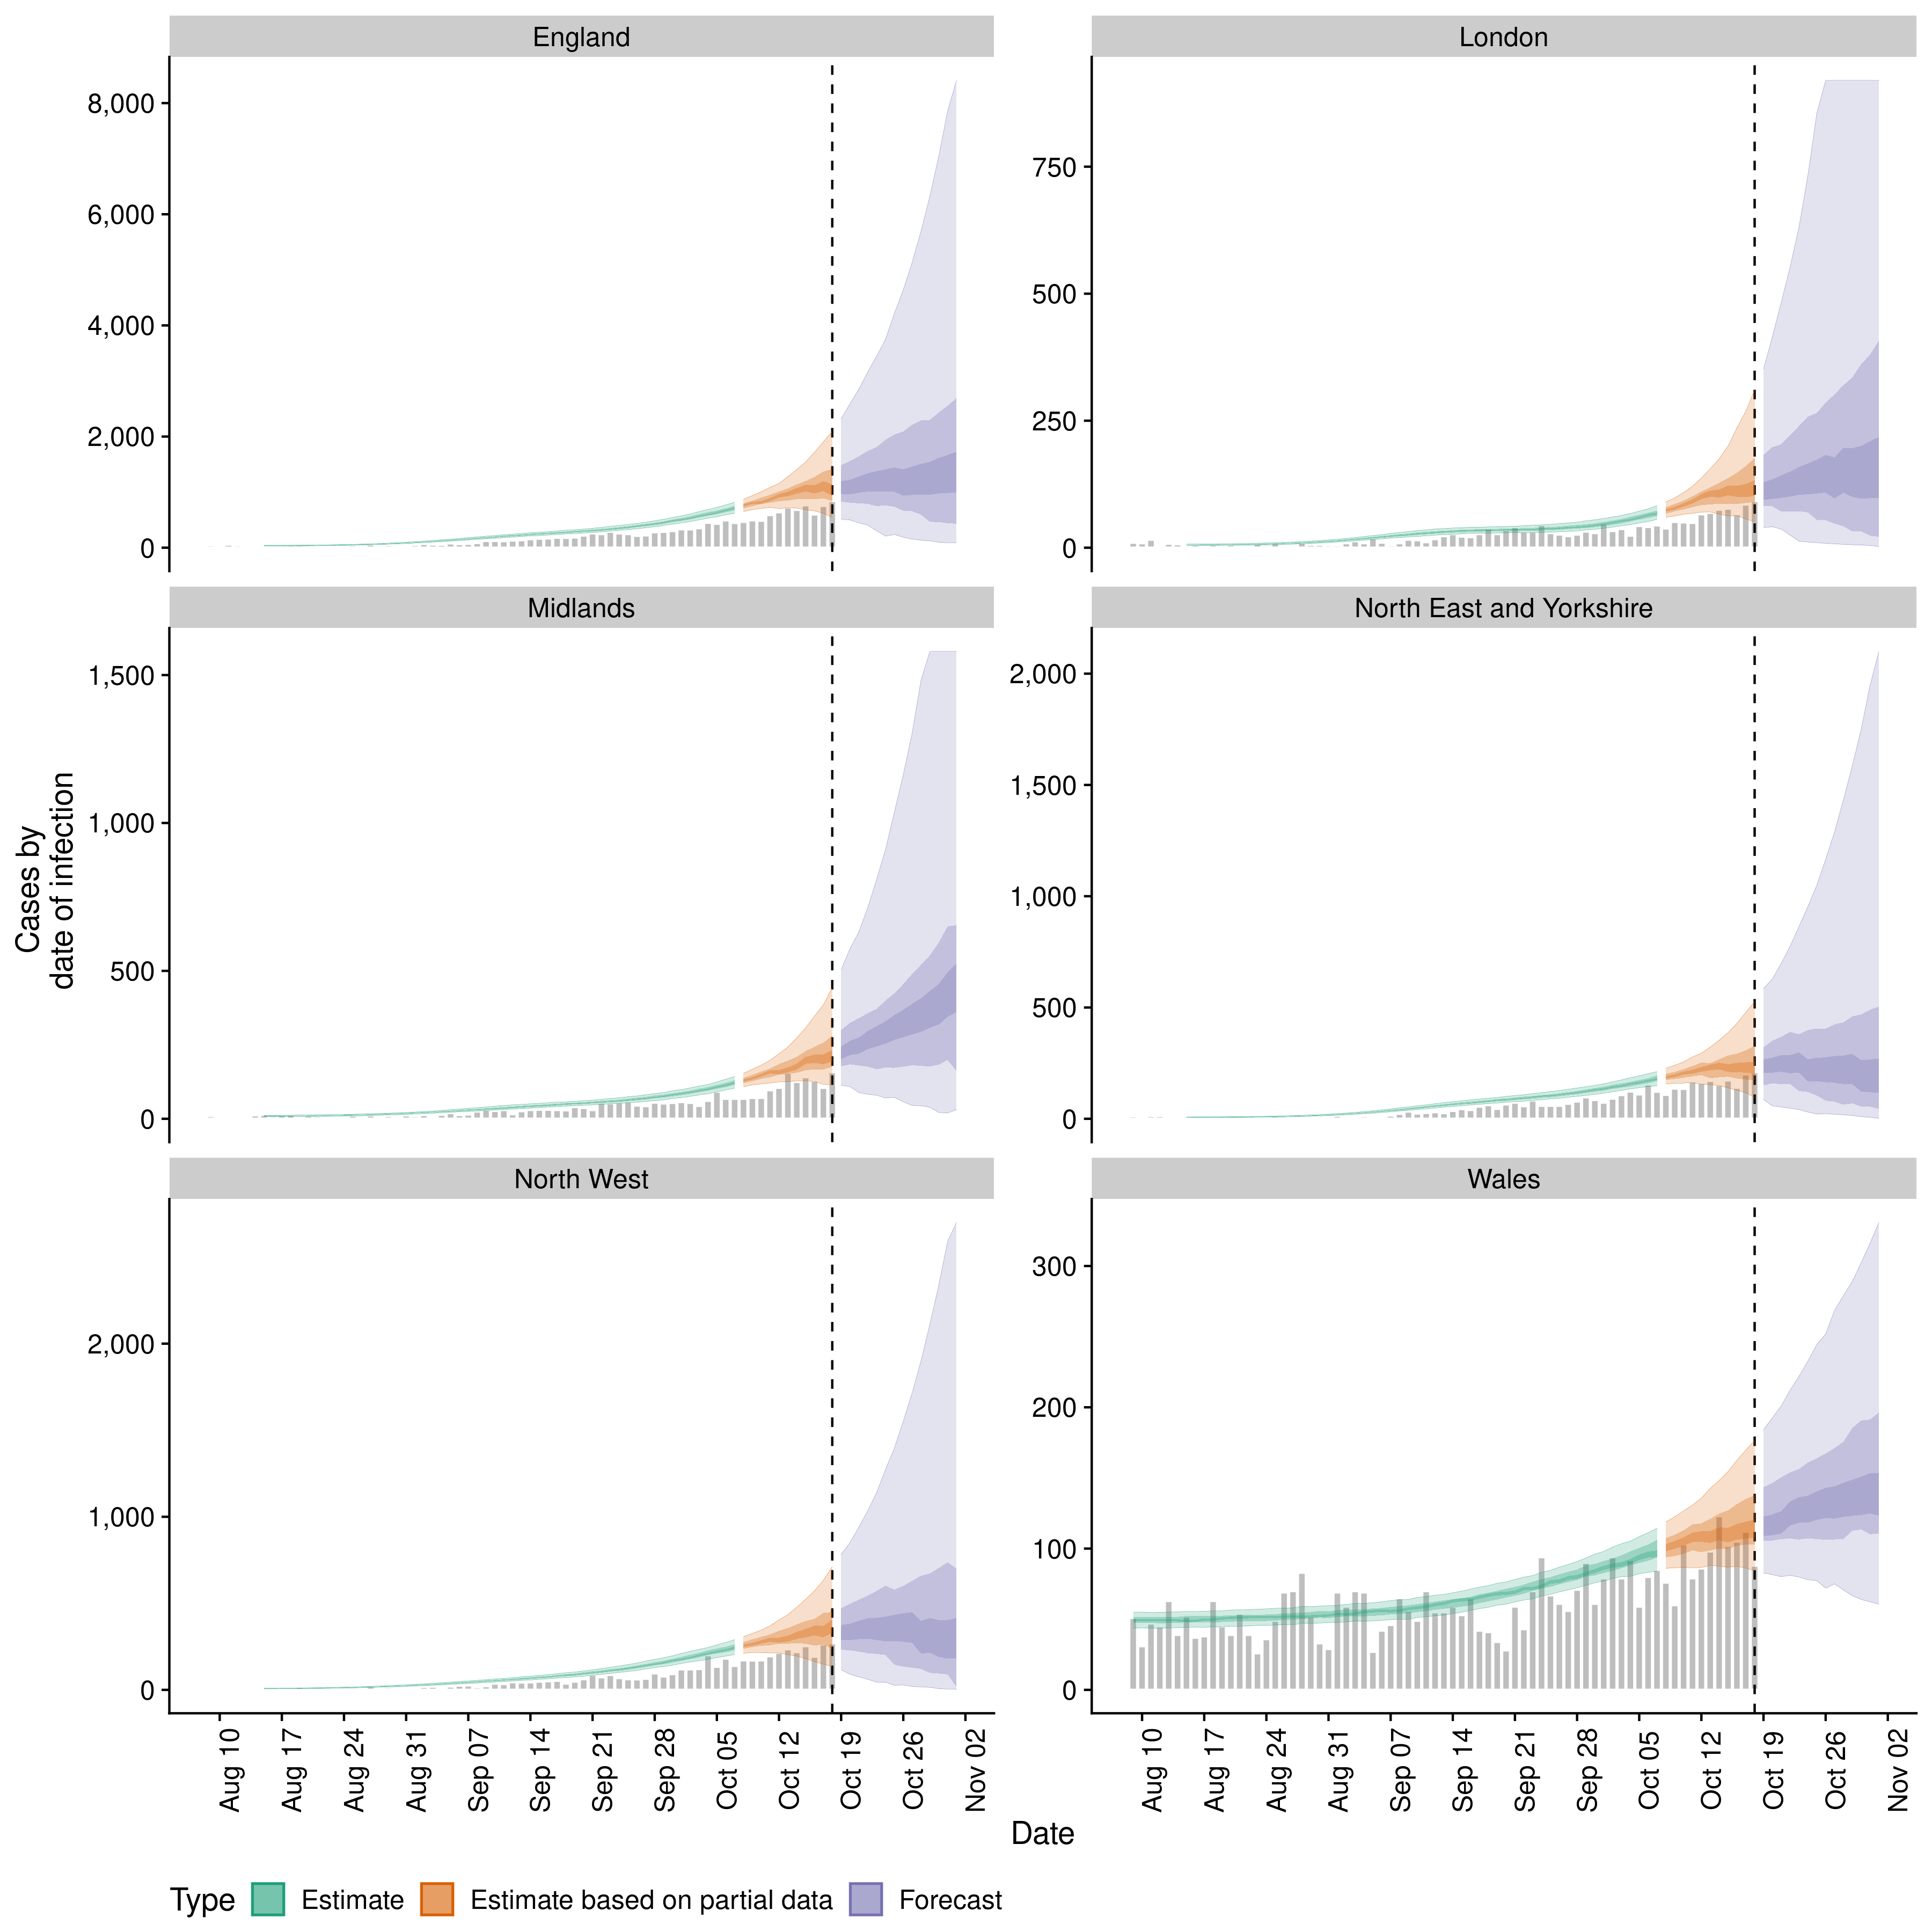 England
London
8,000
6,000
4,000
2,000
0
750
500
250
0
Midlands
North East and Yorkshire
1,500
1,000
500
0
2,000
1,500
1,000
500
0
Cases by
date of infection
North West
Wales
2,000
1,000
0
300
200
100
0
Aug 10
Aug 17
Aug 24
Aug 31
Sep 07
Sep 14
Sep 21
Sep 28
Oct 05
Oct 12
Oct 19
Oct 26
Nov 02
Aug 10
Aug 17
Aug 24
Aug 31
Sep 07
Sep 14
Sep 21
Sep 28
Oct 05
Oct 12
Oct 19
Oct 26
Nov 02
Date
Type Estimate Estimate based on partial data Forecast